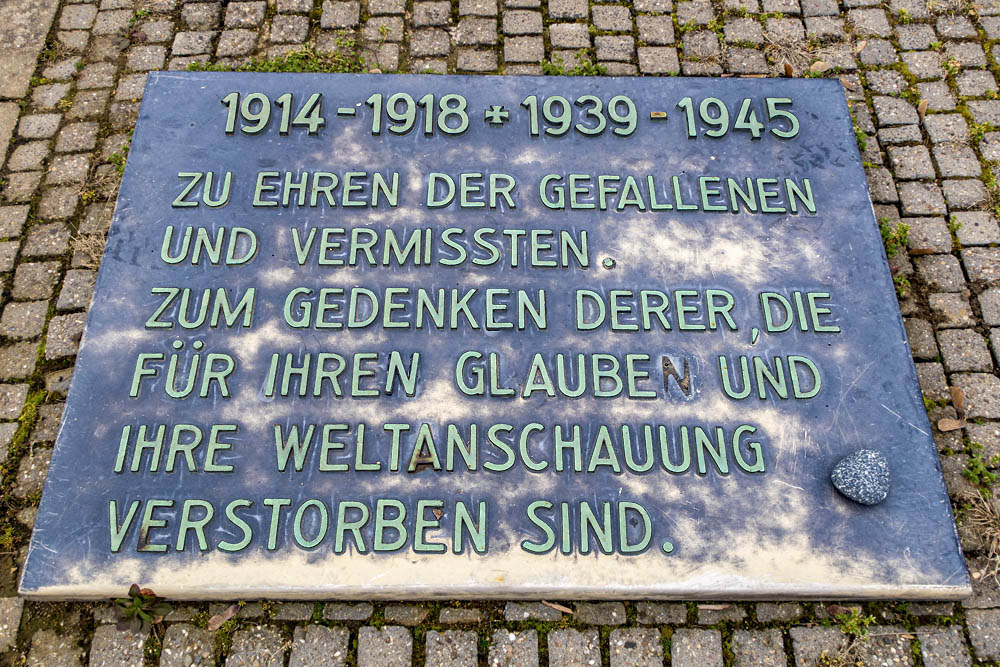 1914 - 1918 ✠ 1939 - 1945
ZU EHREN DER GEFALLENEN
UND VERMISSTEN.
ZUM GEDENKEN DERER, DIE
FÜR IHREN GLAUBEN UND
IHRE WELTANSCHAUUNG
VERSTORBEN SIND.